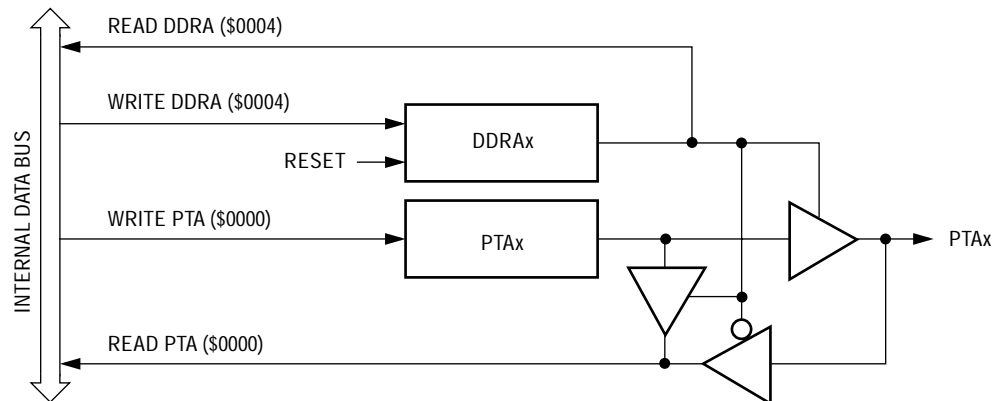 READ DDRA ($0004)
WRITE DDRA ($0004)
DDRAx
RESET
INTERNAL DATA BUS
WRITE PTA ($0000)
PTAx
PTAx
READ PTA ($0000)